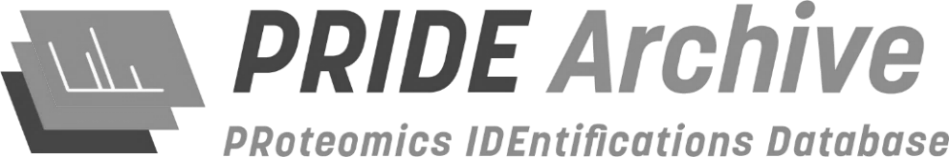 PRIDE Archive
PRoteomics IDEntifications Database